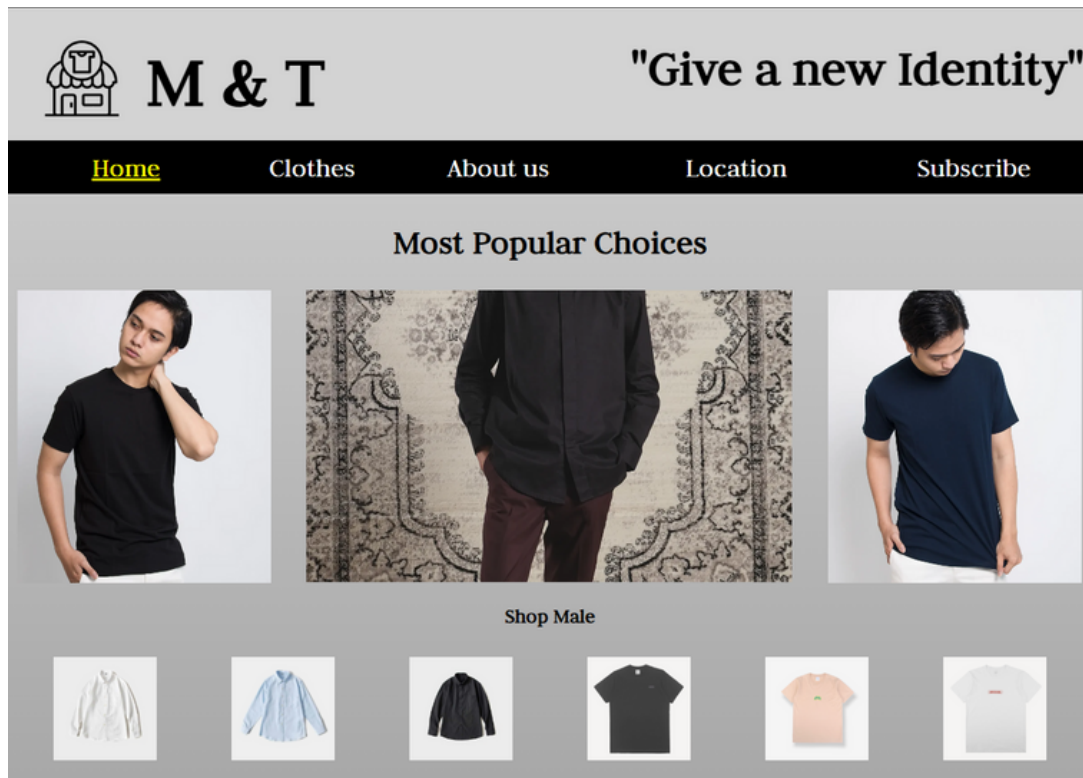 M & T
"Give a new Identity"
Home Clothes About us Location Subscribe
Most Popular Choices
Shop Male